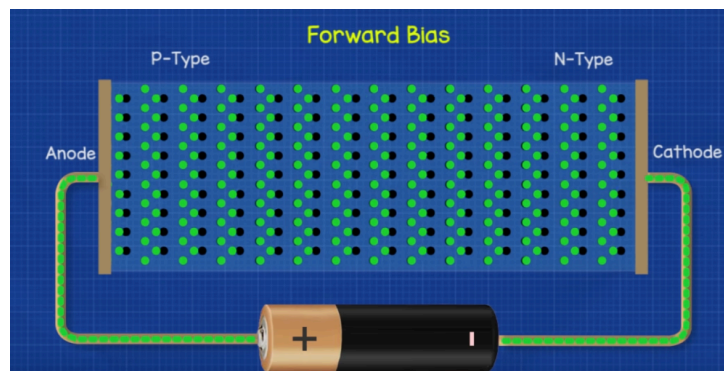 Forward Bias
P-Type
N-Type
Anode
Cathode
+
-